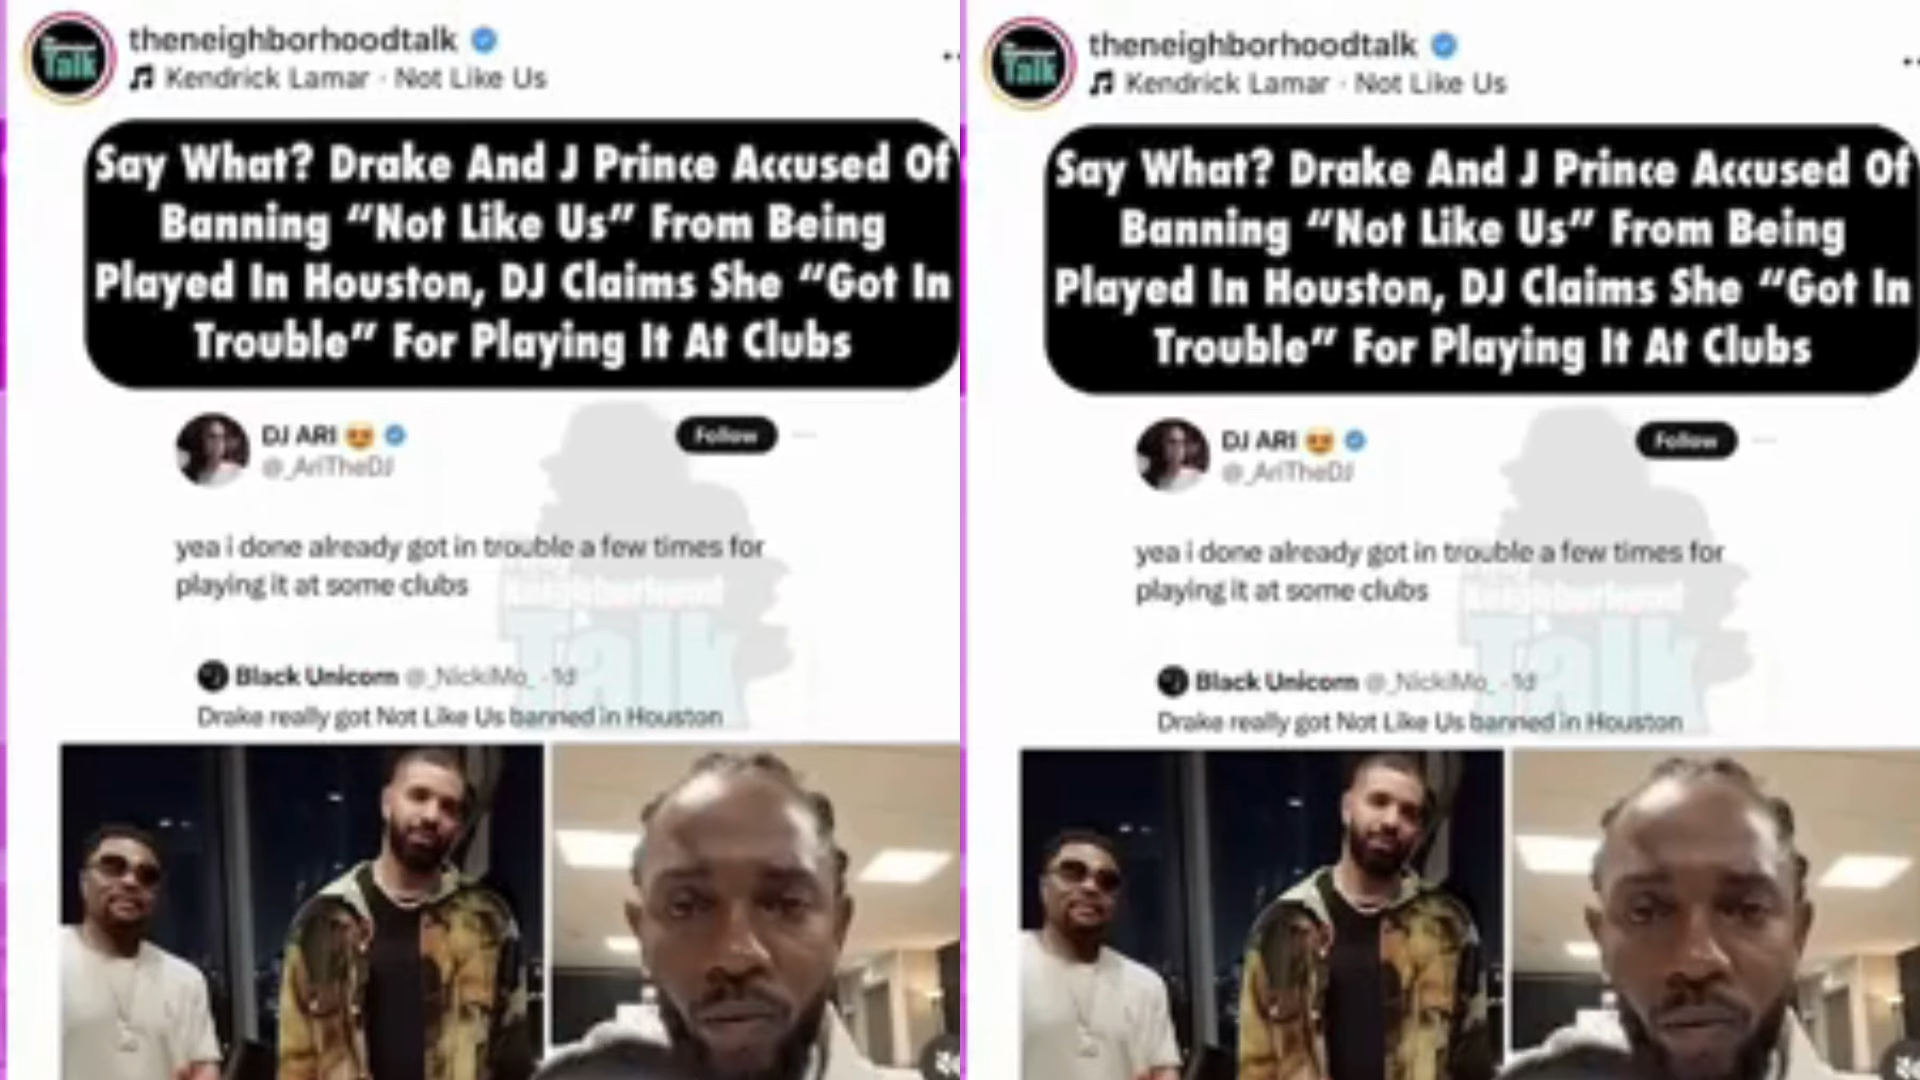 Talk
theneighborhoodtalk
Kendrick Lamar · Not Like Us
Say What? Drake And J Prince Accused Of
Banning “Not Like Us” From Being
Played In Houston, DJ Claims She “Got In
Trouble” For Playing It At Clubs
DJ ARI
@_AriTheDJ
Follow
yea i done already got in trouble a few times for
playing it at some clubs
Neighborhood
Talk
Black Unicorn @_NickiMo_ · 1d
Drake really got Not Like Us banned in Houston
Talk
theneighborhoodtalk
Kendrick Lamar · Not Like Us
Say What? Drake And J Prince Accused Of
Banning “Not Like Us” From Being
Played In Houston, DJ Claims She “Got In
Trouble” For Playing It At Clubs
DJ ARI
@_AriTheDJ
Follow
yea i done already got in trouble a few times for
playing it at some clubs
Neighborhood
Talk
Black Unicorn @_NickiMo_ · 1d
Drake really got Not Like Us banned in Houston